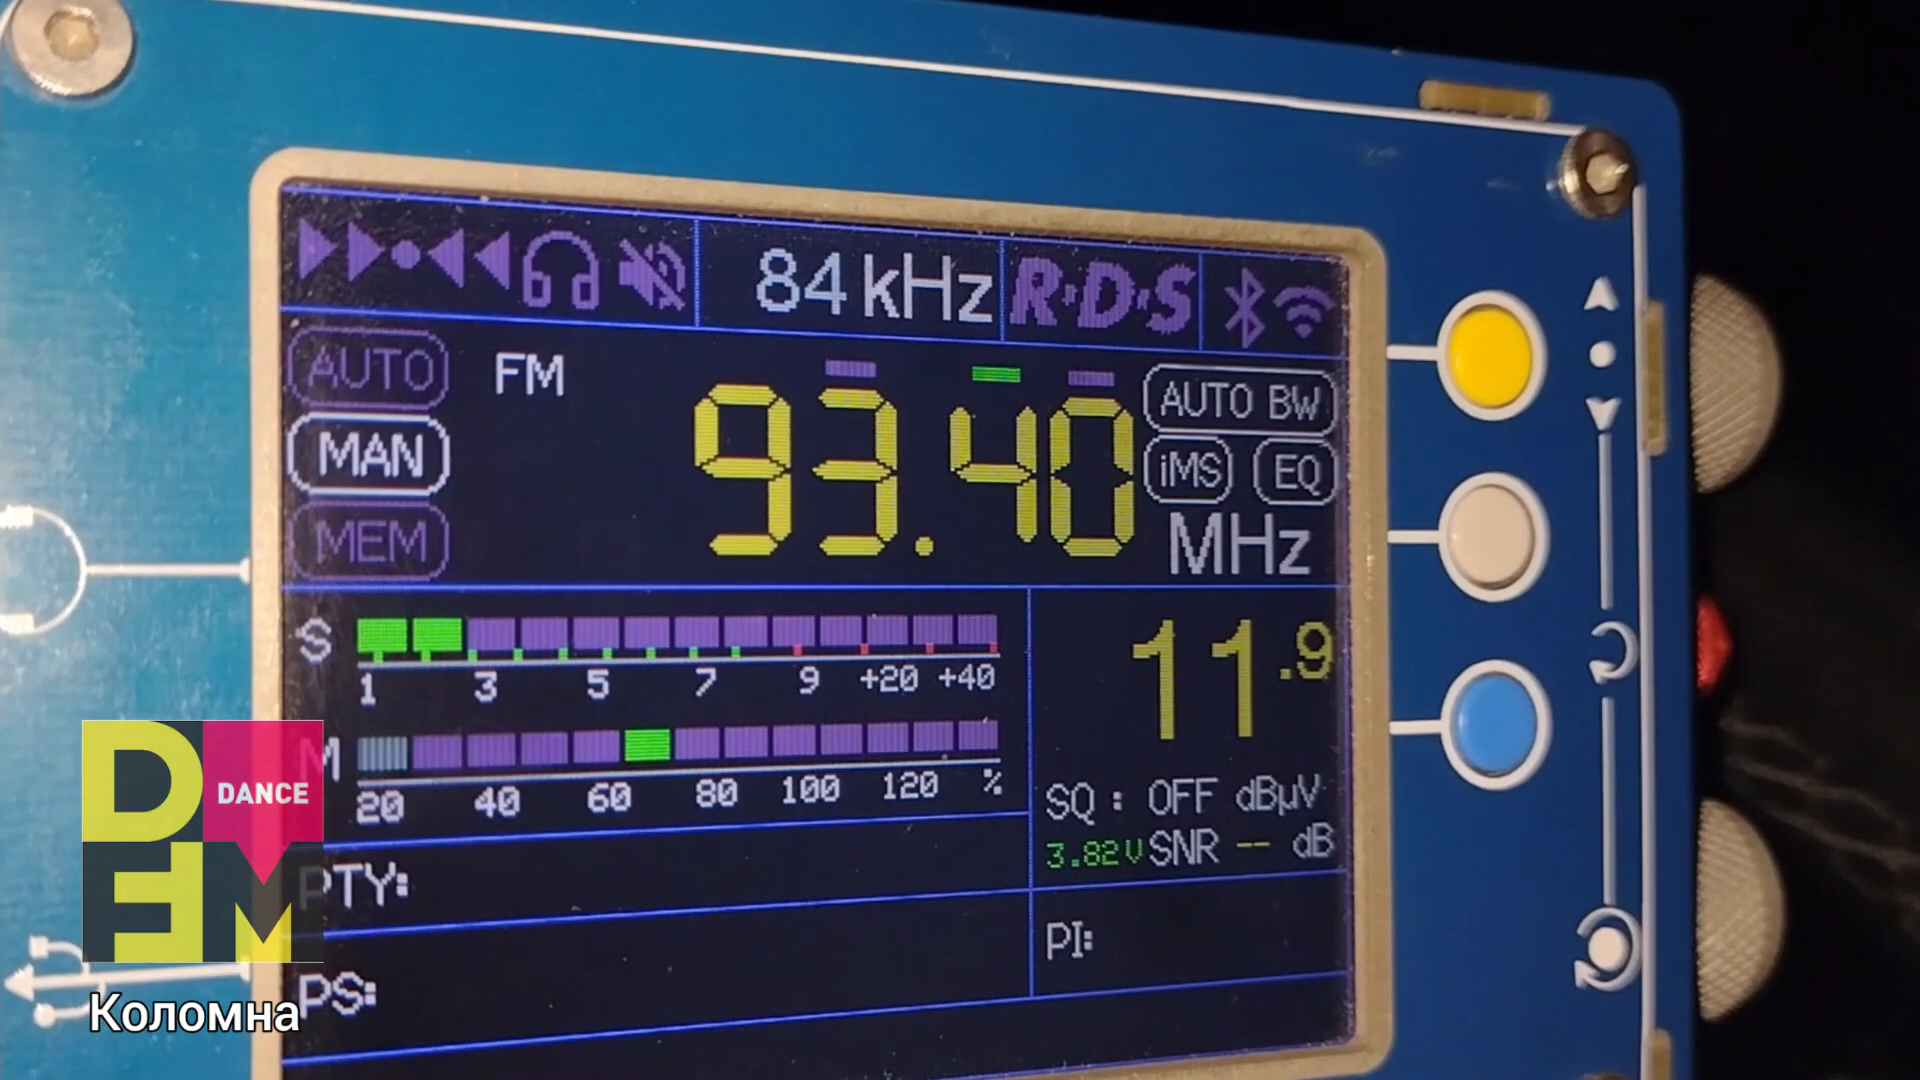 84 kHz R·D·S
AUTO FM AUTO BW
MAN 93.40 iMS EQ
MEM MHz
S
1 3 5 7 9 +20 +40
11.9
M
20 40 60 80 100 120 %
SQ : OFF dBµV
3.82V SNR -- dB
PTY:
PI:
PS:
DFM DANCE
Коломна